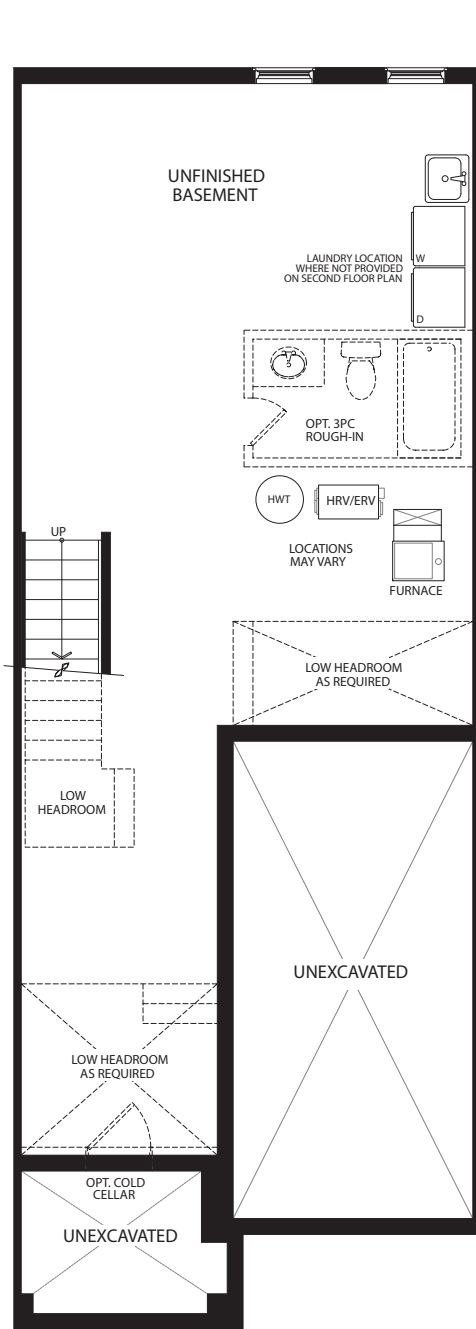 UNFINISHED
BASEMENT
LAUNDRY LOCATION
WHERE NOT PROVIDED
ON SECOND FLOOR PLAN
W
D
OPT. 3PC
ROUGH-IN
HWT
HRV/ERV
LOCATIONS
MAY VARY
FURNACE
UP
LOW HEADROOM
AS REQUIRED
LOW
HEADROOM
UNEXCAVATED
LOW HEADROOM
AS REQUIRED
OPT. COLD
CELLAR
UNEXCAVATED